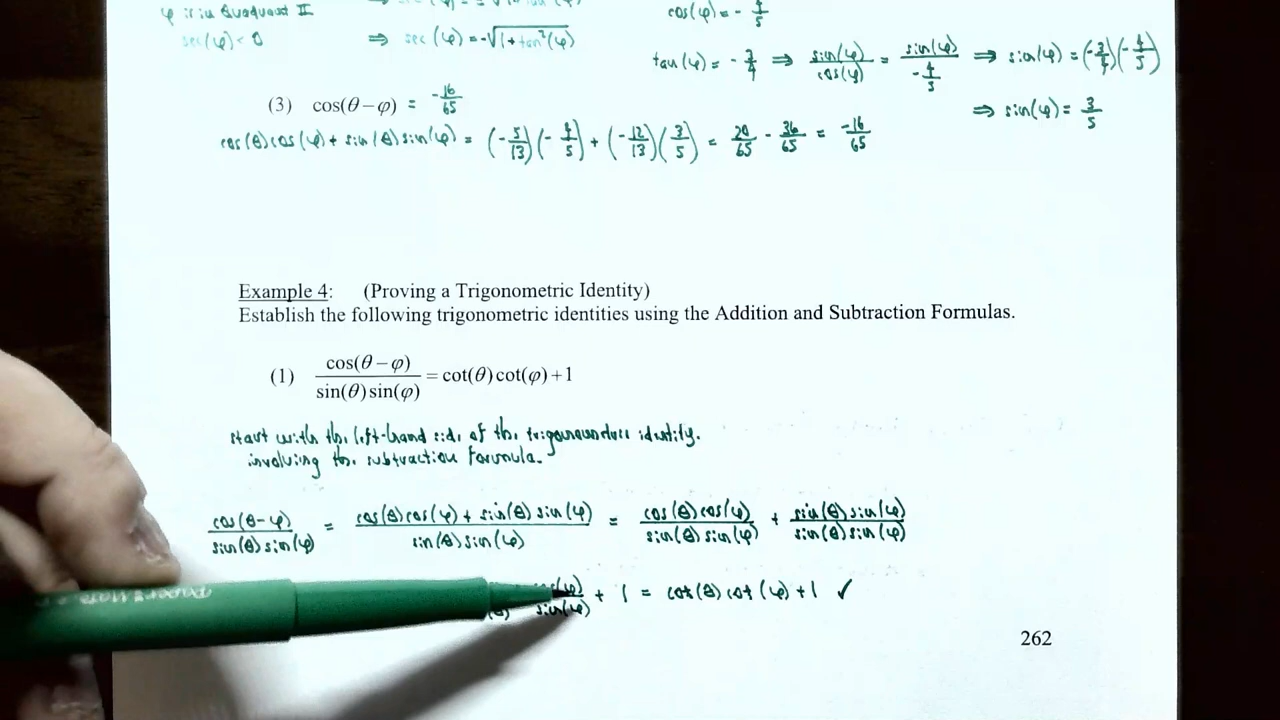 φ is in Quadrant II
sec(φ) < 0 ⇒ sec(φ) = -√(1+tan²(φ))
cos(φ) = - 4/5
tan(φ) = - 3/4 ⇒ sin(φ)/cos(φ) = sin(φ)/(-4/5) ⇒ sin(φ) = (-3/4)(-4/5)
⇒ sin(φ) = 3/5
(3) cos(θ−φ) = -16/65
cos(θ)cos(φ) + sin(θ)sin(φ) = (-5/13)(-4/5) + (-12/13)(3/5) = 20/65 - 36/65 = -16/65
Example 4: (Proving a Trigonometric Identity)
Establish the following trigonometric identities using the Addition and Subtraction Formulas.
(1) cos(θ−φ)/sin(θ)sin(φ) = cot(θ)cot(φ)+1
Start with the left-hand side of the trigonometric identity.
involving the subtraction formula.
cos(θ-φ)/sin(θ)sin(φ) = cos(θ)cos(φ) + sin(θ)sin(φ)/sin(θ)sin(φ) = cos(θ)cos(φ)/sin(θ)sin(φ) + sin(θ)sin(φ)/sin(θ)sin(φ)
sin(φ) + 1 = cot(θ)cot(φ)+1 ✓
262